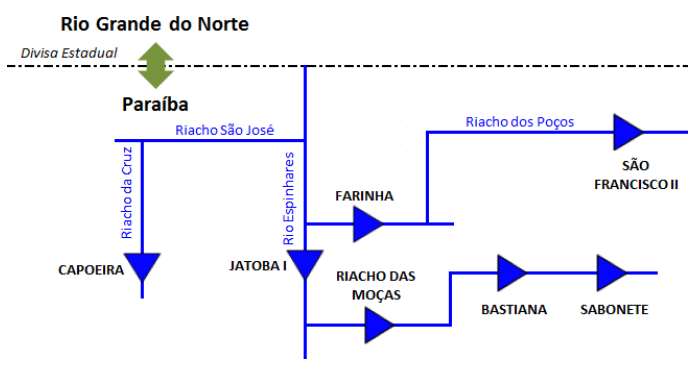 Rio Grande do Norte
Divisa Estadual
Paraíba
Riacho São José
Riacho dos Poços
Riacho da Cruz
Rio Espinhares
SÃO
FRANCISCO II
FARINHA
CAPOEIRA
JATOBA I
RIACHO DAS
MOÇAS
BASTIANA
SABONETE